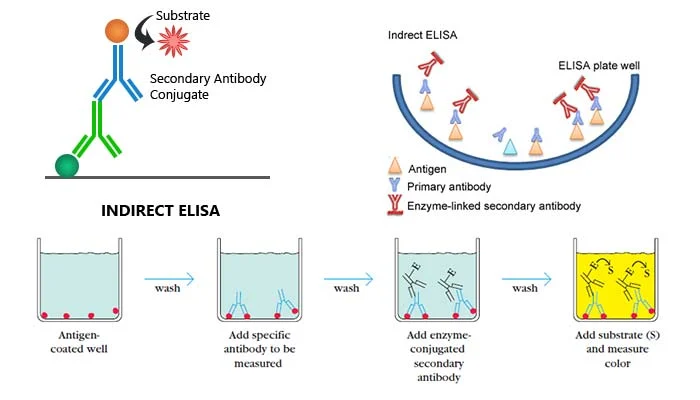 Substrate
Secondary Antibody
Conjugate
Indirect ELISA
ELISA plate well
Antigen
Primary antibody
Enzyme-linked secondary antibody
INDIRECT ELISA
wash
wash
wash
E
E
E
S
E
S
Antigen-
coated well
Add specific
antibody to be
measured
Add enzyme-
conjugated
secondary
antibody
Add substrate (S)
and measure
color